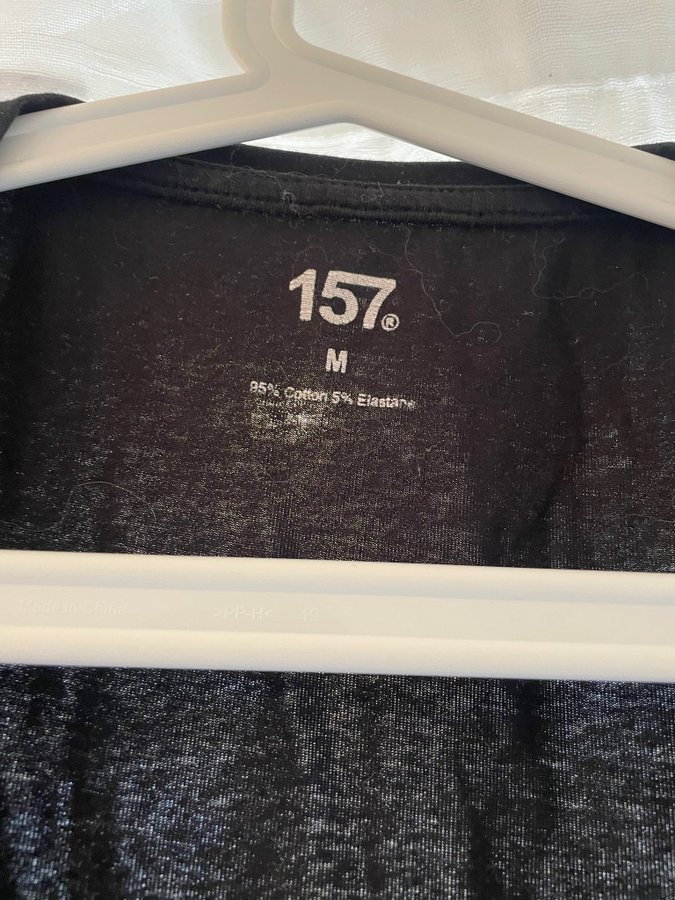 157®
M
95% Cotton 5% Elastane
Made in China >PP-H< 19